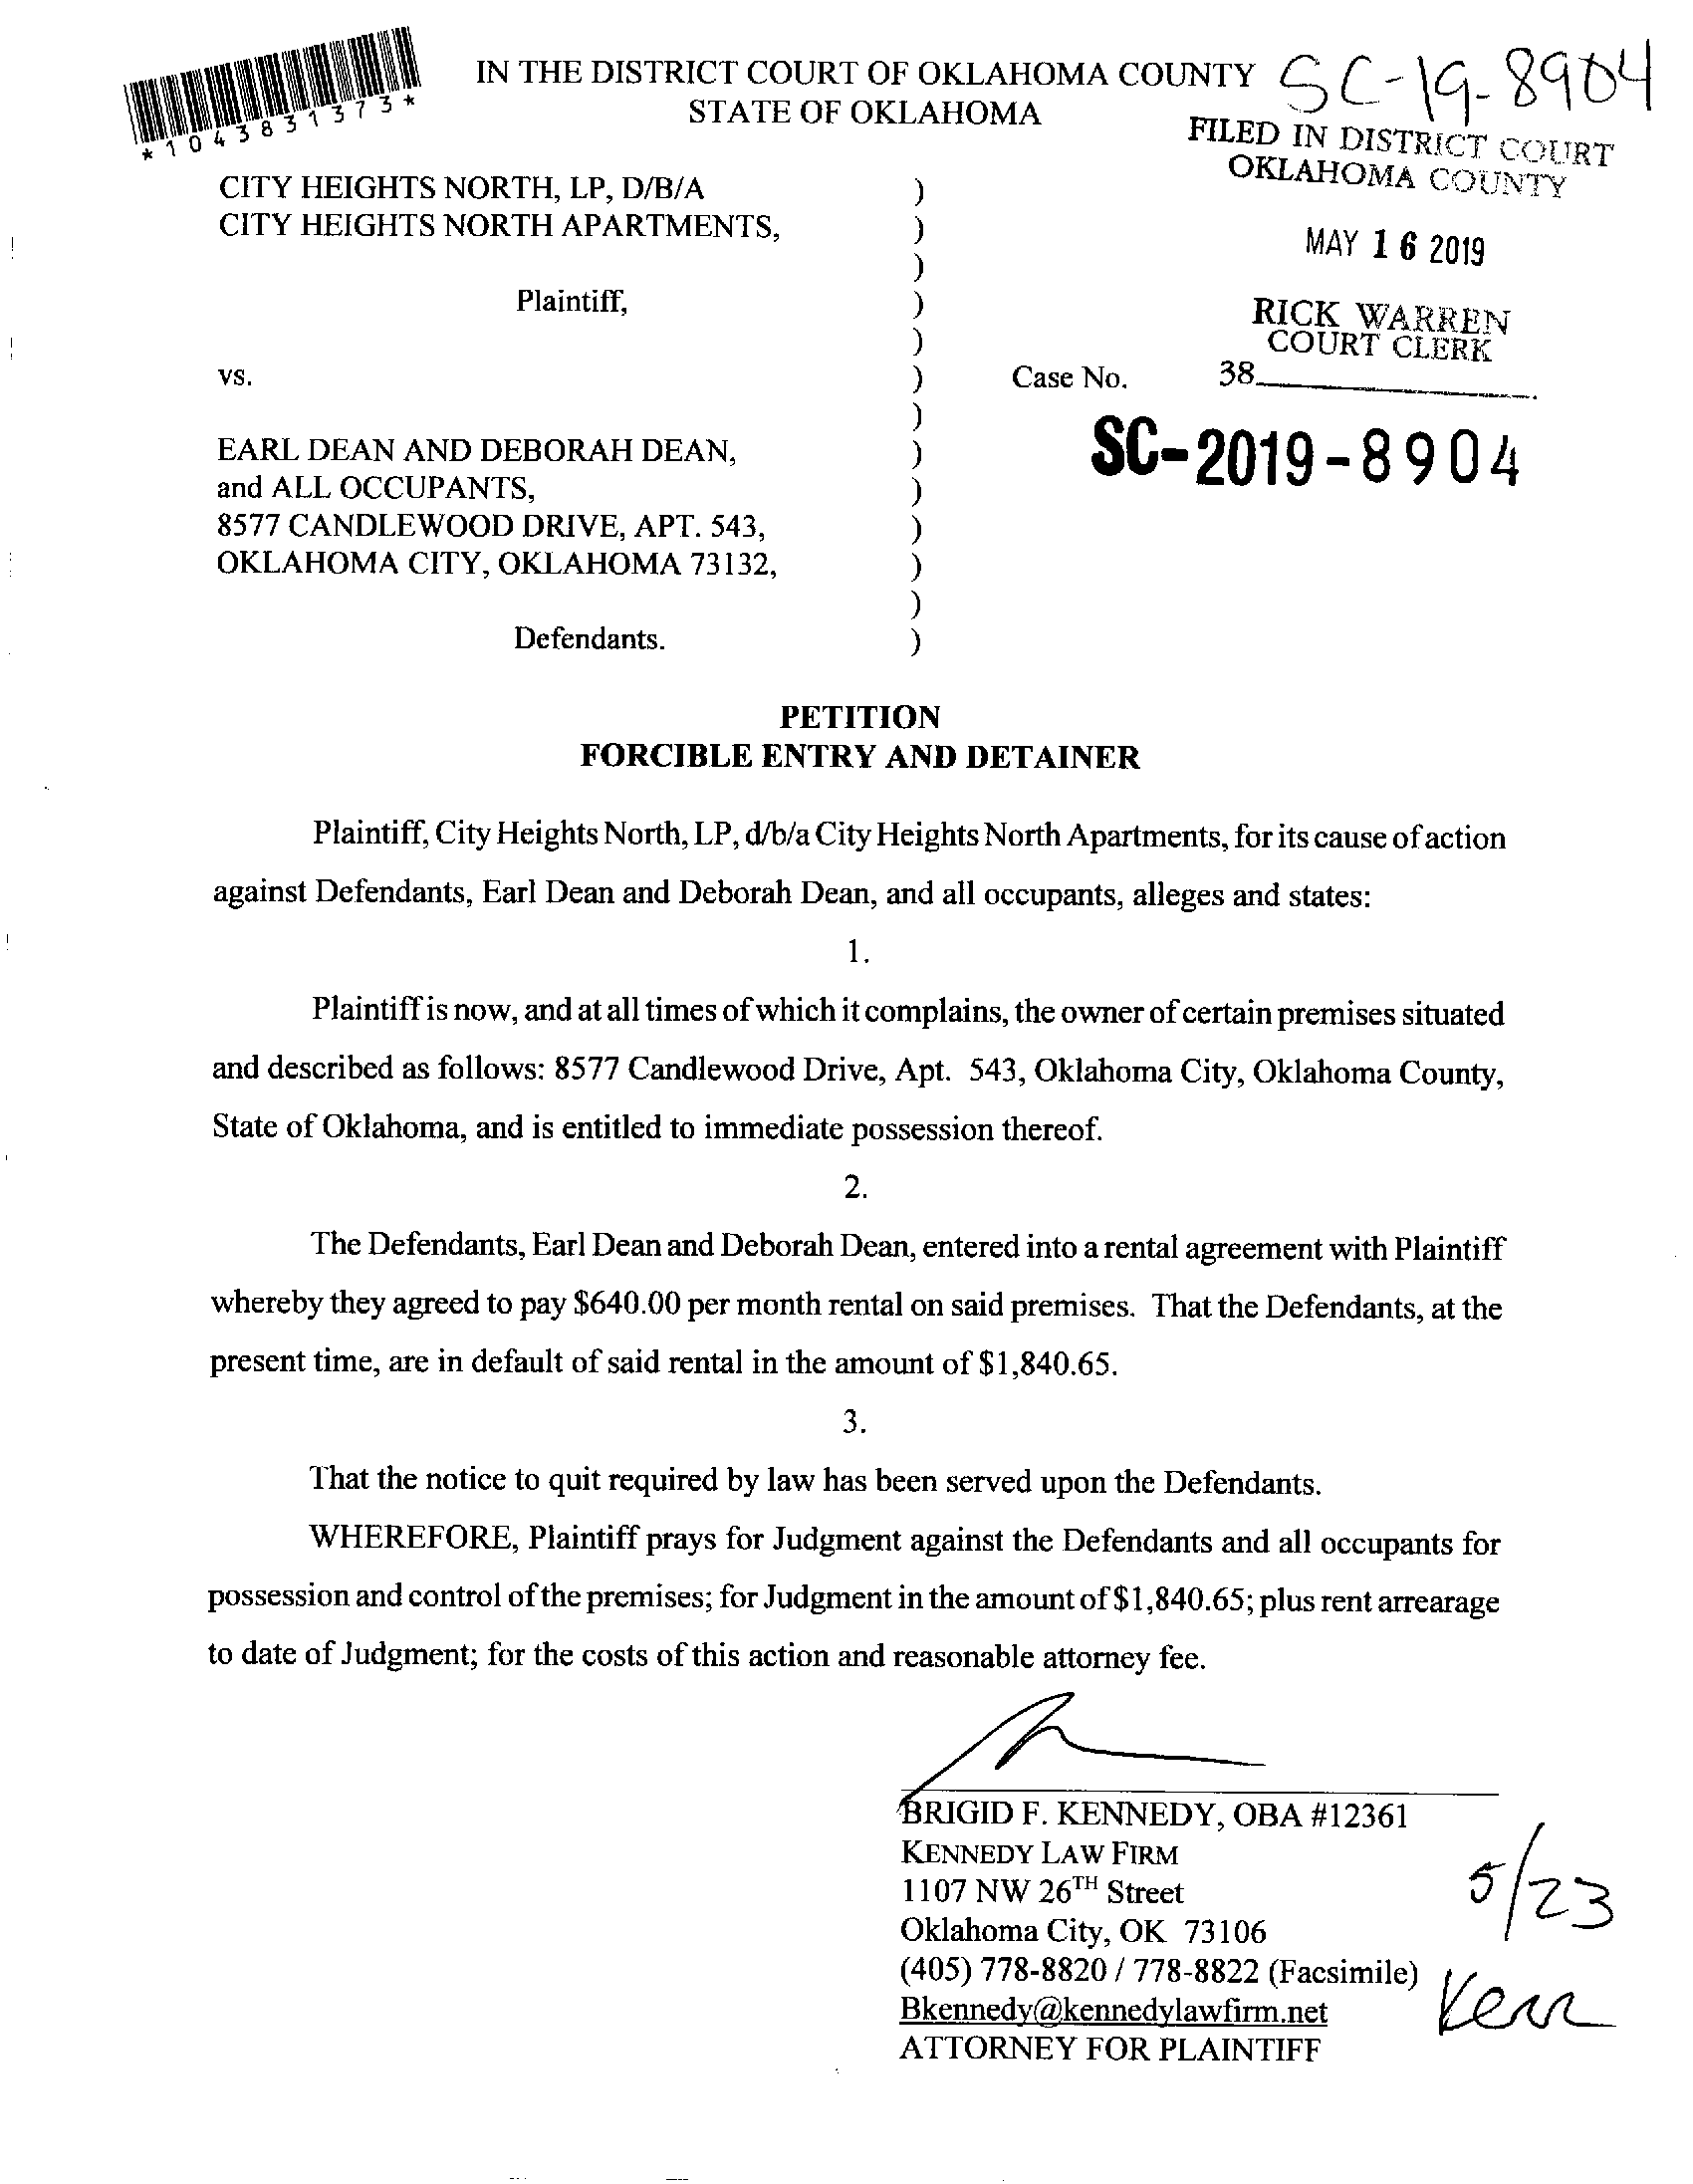 IN THE DISTRICT COURT OF OKLAHOMA COUNTY
SC-19-8904
STATE OF OKLAHOMA
*1043831373*
FILED IN DISTRICT COURT
OKLAHOMA COUNTY
CITY HEIGHTS NORTH, LP, D/B/A )
CITY HEIGHTS NORTH APARTMENTS, )
MAY 16 2019
)
Plaintiff, )
RICK WARREN
COURT CLERK
)
vs. ) Case No. 38
)
SC-2019-8904
EARL DEAN AND DEBORAH DEAN, )
and ALL OCCUPANTS, )
8577 CANDLEWOOD DRIVE, APT. 543, )
OKLAHOMA CITY, OKLAHOMA 73132, )
)
Defendants. )
PETITION
FORCIBLE ENTRY AND DETAINER
Plaintiff, City Heights North, LP, d/b/a City Heights North Apartments, for its cause of action
against Defendants, Earl Dean and Deborah Dean, and all occupants, alleges and states:
1.
Plaintiff is now, and at all times of which it complains, the owner of certain premises situated
and described as follows: 8577 Candlewood Drive, Apt. 543, Oklahoma City, Oklahoma County,
State of Oklahoma, and is entitled to immediate possession thereof.
2.
The Defendants, Earl Dean and Deborah Dean, entered into a rental agreement with Plaintiff
whereby they agreed to pay $640.00 per month rental on said premises. That the Defendants, at the
present time, are in default of said rental in the amount of $1,840.65.
3.
That the notice to quit required by law has been served upon the Defendants.
WHEREFORE, Plaintiff prays for Judgment against the Defendants and all occupants for
possession and control of the premises; for Judgment in the amount of $1,840.65; plus rent arrearage
to date of Judgment; for the costs of this action and reasonable attorney fee.
BRIGID F. KENNEDY, OBA #12361
KENNEDY LAW FIRM
1107 NW 26TH Street
5/23
Oklahoma City, OK 73106
(405) 778-8820 / 778-8822 (Facsimile)
Bkennedy@kennedylawfirm.net
Kerr
ATTORNEY FOR PLAINTIFF